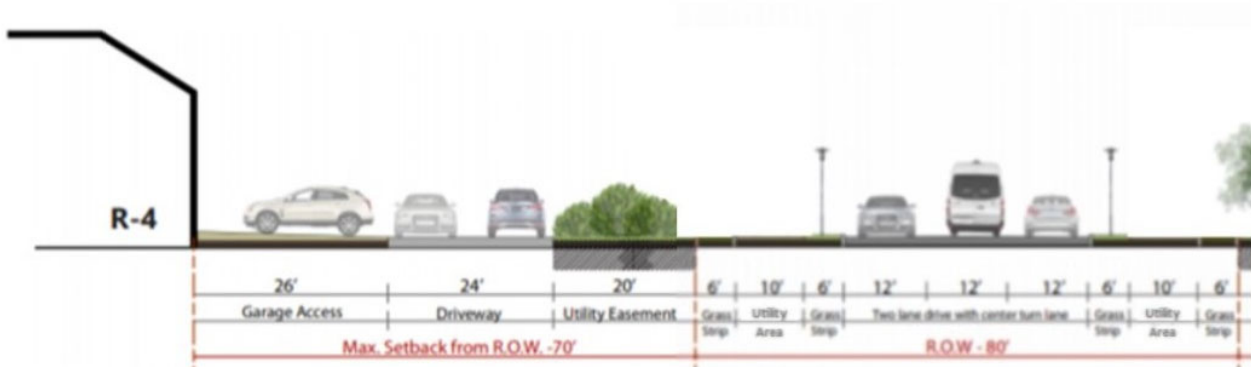 R-4
26' 24' 20' 6' 10' 6' 12' 12' 12' 6' 10' 6'
Garage Access Driveway Utility Easement Grass Strip Utility Area Grass Strip Two lane drive with center turn lane Grass Strip Utility Area Grass Strip
Max. Setback from R.O.W. -70' R.O.W - 80'